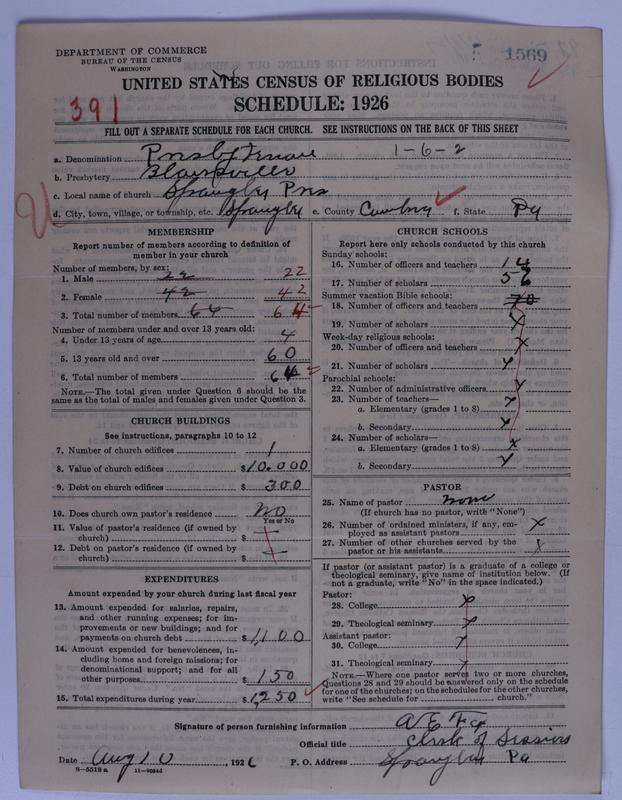 DEPARTMENT OF COMMERCE
BUREAU OF THE CENSUS
WASHINGTON
1569
UNITED STATES CENSUS OF RELIGIOUS BODIES
391
SCHEDULE: 1926
FILL OUT A SEPARATE SCHEDULE FOR EACH CHURCH. SEE INSTRUCTIONS ON THE BACK OF THIS SHEET
a. Denomination 1-6-2
b. Presbytery Blairsville
c. Local name of church Spangler Pres
d. City, town, village, or township, etc. Spangler e. County f. State Pa
MEMBERSHIP
Report number of members according to definition of
member in your church
Number of members, by sex:
1. Male 22 22
2. Female 42 42
3. Total number of members 64 64
Number of members under and over 13 years old:
4. Under 13 years of age 4
5. 13 years old and over 60
6. Total number of members 64
NOTE.—The total given under Question 6 should be the
same as the total of males and females given under Question 3.
CHURCH BUILDINGS
See instructions, paragraphs 10 to 12
7. Number of church edifices 1
8. Value of church edifices $10.000
9. Debt on church edifices $ 300
10. Does church own pastor's residence? No
Yes or No
11. Value of pastor's residence (if owned by
church) $
12. Debt on pastor's residence (if owned by
church) $
EXPENDITURES
Amount expended by your church during last fiscal year
13. Amount expended for salaries, repairs,
and other running expenses; for im-
provements or new buildings; and for
payments on church debt $1,100
14. Amount expended for benevolences, in-
cluding home and foreign missions; for
denominational support; and for all
other purposes $ 150
15. Total expenditures during year $1,250
CHURCH SCHOOLS
Report here only schools conducted by this church
Sunday schools:
16. Number of officers and teachers 14
17. Number of scholars 56
Summer vacation Bible schools: 70
18. Number of officers and teachers
19. Number of scholars x
Week-day religious schools:
20. Number of officers and teachers x
21. Number of scholars x
Parochial schools:
22. Number of administrative officers x
23. Number of teachers—
a. Elementary (grades 1 to 8) x
b. Secondary x
24. Number of scholars—
a. Elementary (grades 1 to 8) x
b. Secondary x
PASTOR
25. Name of pastor none
(If church has no pastor, write "None")
26. Number of ordained ministers, if any, em-
ployed as assistant pastors x
27. Number of other churches served by the
pastor or his assistants x
If pastor (or assistant pastor) is a graduate of a college or
theological seminary, give name of institution below. (If
not a graduate, write "No" in the space indicated.)
Pastor:
28. College x
29. Theological seminary x
Assistant pastor:
30. College x
31. Theological seminary x
NOTE.—Where one pastor serves two or more churches,
Questions 28 and 29 should be answered only on the schedule
for one of the churches; on the schedules for the other churches,
write "See schedule for church."
Signature of person furnishing information A E
Official title Clerk of Session
Date Aug 10, 1926 P. O. Address Spangler Pa
8-5518 a 11-9034d